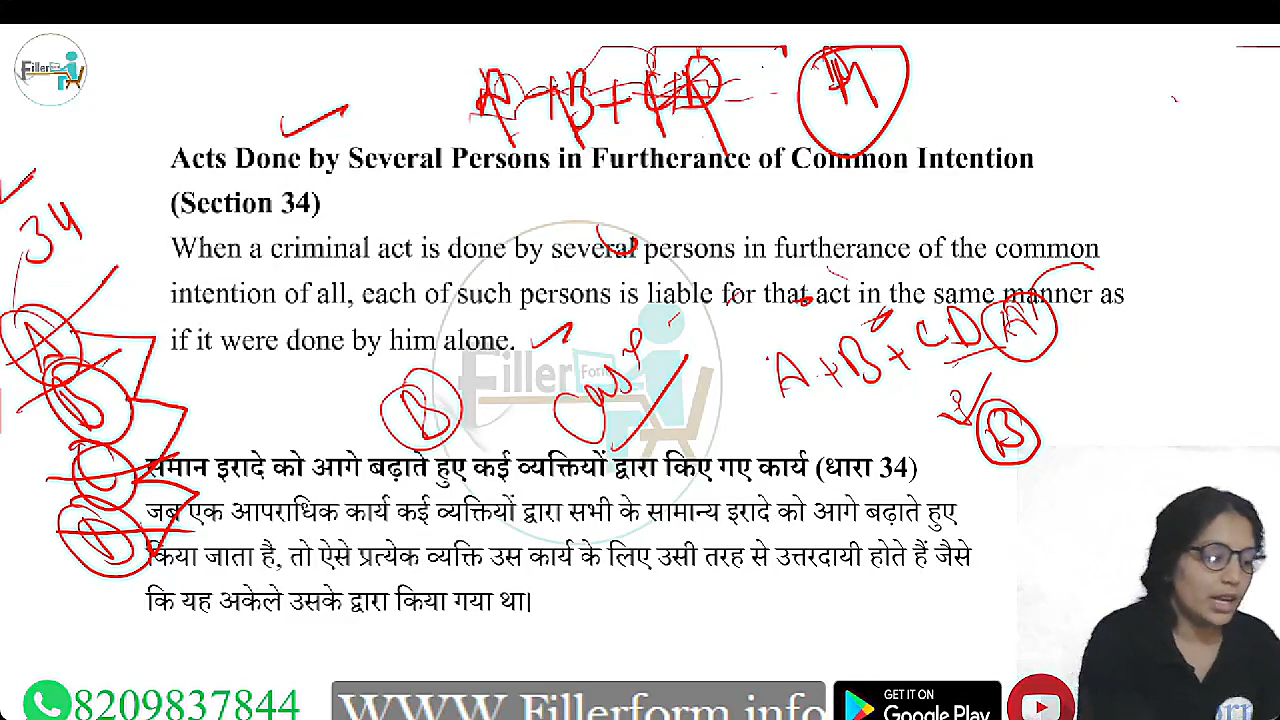 Filler
A + B + C + D
Acts Done by Several Persons in Furtherance of Common Intention
(Section 34)
34
When a criminal act is done by several persons in furtherance of the common
intention of all, each of such persons is liable for that act in the same manner as
if it were done by him alone.
A
B
C
D
A + B + C D A
B
B
Filler Form
समान इरादे को आगे बढ़ाते हुए कई व्यक्तियों द्वारा किए गए कार्य (धारा 34)
जब एक आपराधिक कार्य कई व्यक्तियों द्वारा सभी के सामान्य इरादे को आगे बढ़ाते हुए
किया जाता है, तो ऐसे प्रत्येक व्यक्ति उस कार्य के लिए उसी तरह से उत्तरदायी होते हैं जैसे
कि यह अकेले उसके द्वारा किया गया था।
8209837844
WWW.Fillerform.info
GET IT ON
Google Play